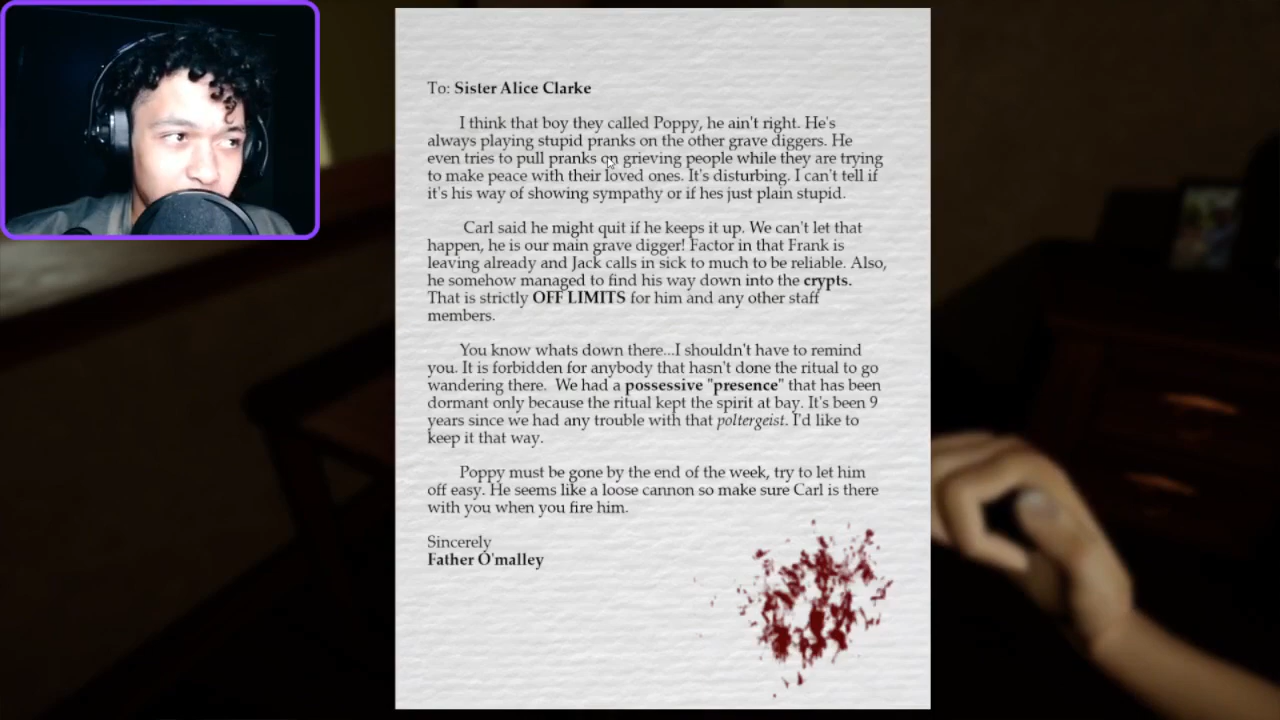 To: Sister Alice Clarke
I think that boy they called Poppy, he ain't right. He's
always playing stupid pranks on the other grave diggers. He
even tries to pull pranks on grieving people while they are trying
to make peace with their loved ones. It's disturbing. I can't tell if
it's his way of showing sympathy or if hes just plain stupid.
Carl said he might quit if he keeps it up. We can't let that
happen, he is our main grave digger! Factor in that Frank is
leaving already and Jack calls in sick to much to be reliable. Also,
he somehow managed to find his way down into the crypts.
That is strictly OFF LIMITS for him and any other staff
members.
You know whats down there...I shouldn't have to remind
you. It is forbidden for anybody that hasn't done the ritual to go
wandering there. We had a possessive "presence" that has been
dormant only because the ritual kept the spirit at bay. It's been 9
years since we had any trouble with that poltergeist. I'd like to
keep it that way.
Poppy must be gone by the end of the week, try to let him
off easy. He seems like a loose cannon so make sure Carl is there
with you when you fire him.
Sincerely
Father O'malley